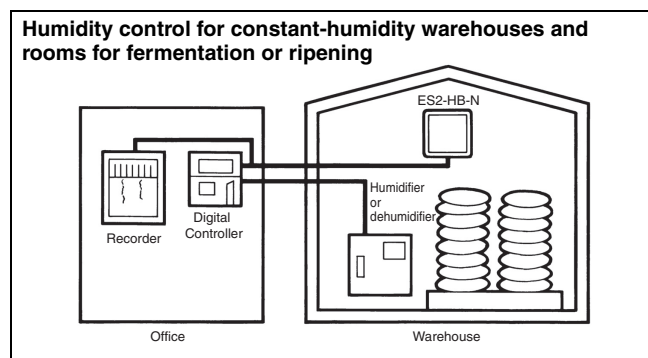 Humidity control for constant-humidity warehouses and
rooms for fermentation or ripening
ES2-HB-N
Humidifier
or
dehumidifier
Recorder
Digital
Controller
Office
Warehouse